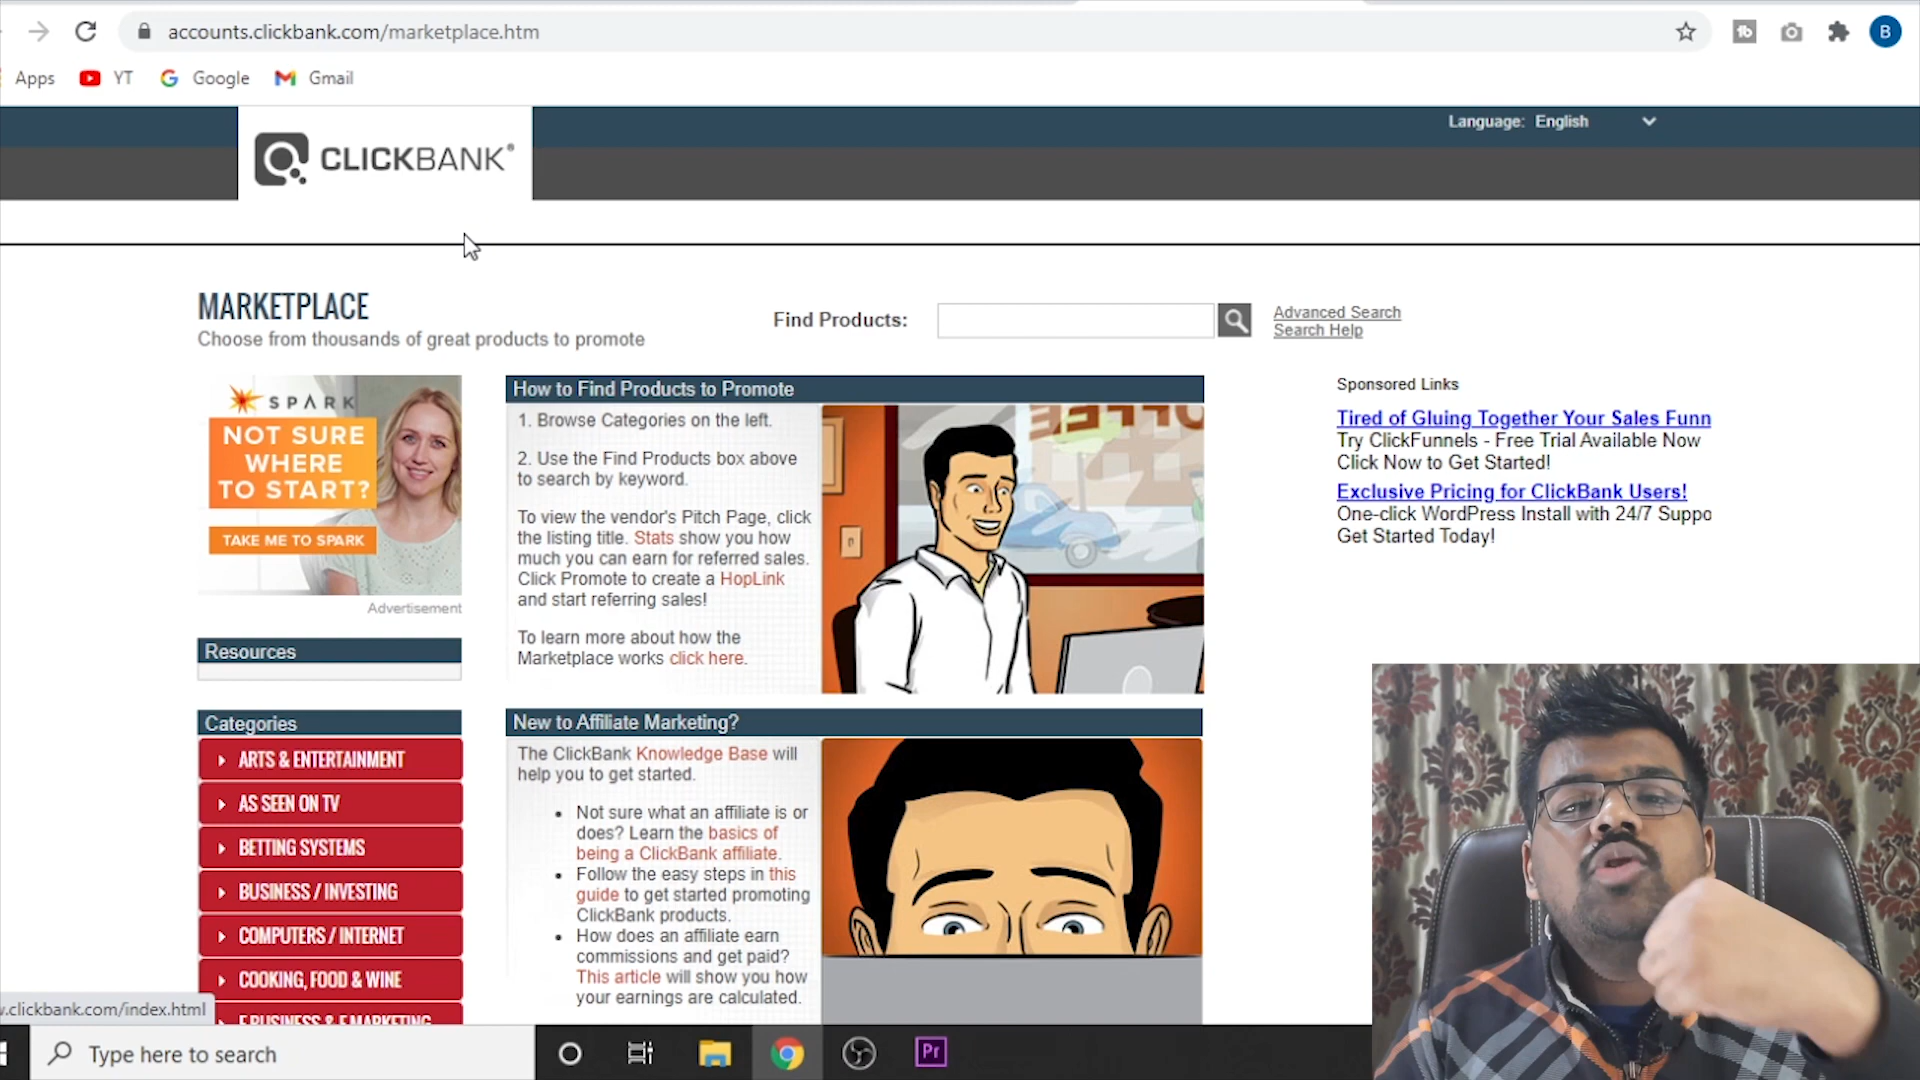 accounts.clickbank.com/marketplace.htm
B
Apps
YT
Google
Gmail
Language: English
CLICKBANK®
MARKETPLACE
Choose from thousands of great products to promote
Find Products:
Advanced Search
Search Help
SPARK
NOT SURE
WHERE
TO START?
TAKE ME TO SPARK
Advertisement
Resources
Categories
ARTS & ENTERTAINMENT
AS SEEN ON TV
BETTING SYSTEMS
BUSINESS / INVESTING
COMPUTERS / INTERNET
COOKING, FOOD & WINE
E-BUSINESS & E-MARKETING
How to Find Products to Promote
1. Browse Categories on the left.
2. Use the Find Products box above
to search by keyword.
To view the vendor's Pitch Page, click
the listing title. Stats show you how
much you can earn for referred sales.
Click Promote to create a HopLink
and start referring sales!
To learn more about how the
Marketplace works click here.
COFFEE
New to Affiliate Marketing?
The ClickBank Knowledge Base will
help you to get started.
• Not sure what an affiliate is or
does? Learn the basics of
being a ClickBank affiliate.
• Follow the easy steps in this
guide to get started promoting
ClickBank products.
• How does an affiliate earn
commissions and get paid?
This article will show you how
your earnings are calculated.
Sponsored Links
Tired of Gluing Together Your Sales Funn
Try ClickFunnels - Free Trial Available Now
Click Now to Get Started!
Exclusive Pricing for ClickBank Users!
One-click WordPress Install with 24/7 Suppo
Get Started Today!
.clickbank.com/index.html
Type here to search
Pr